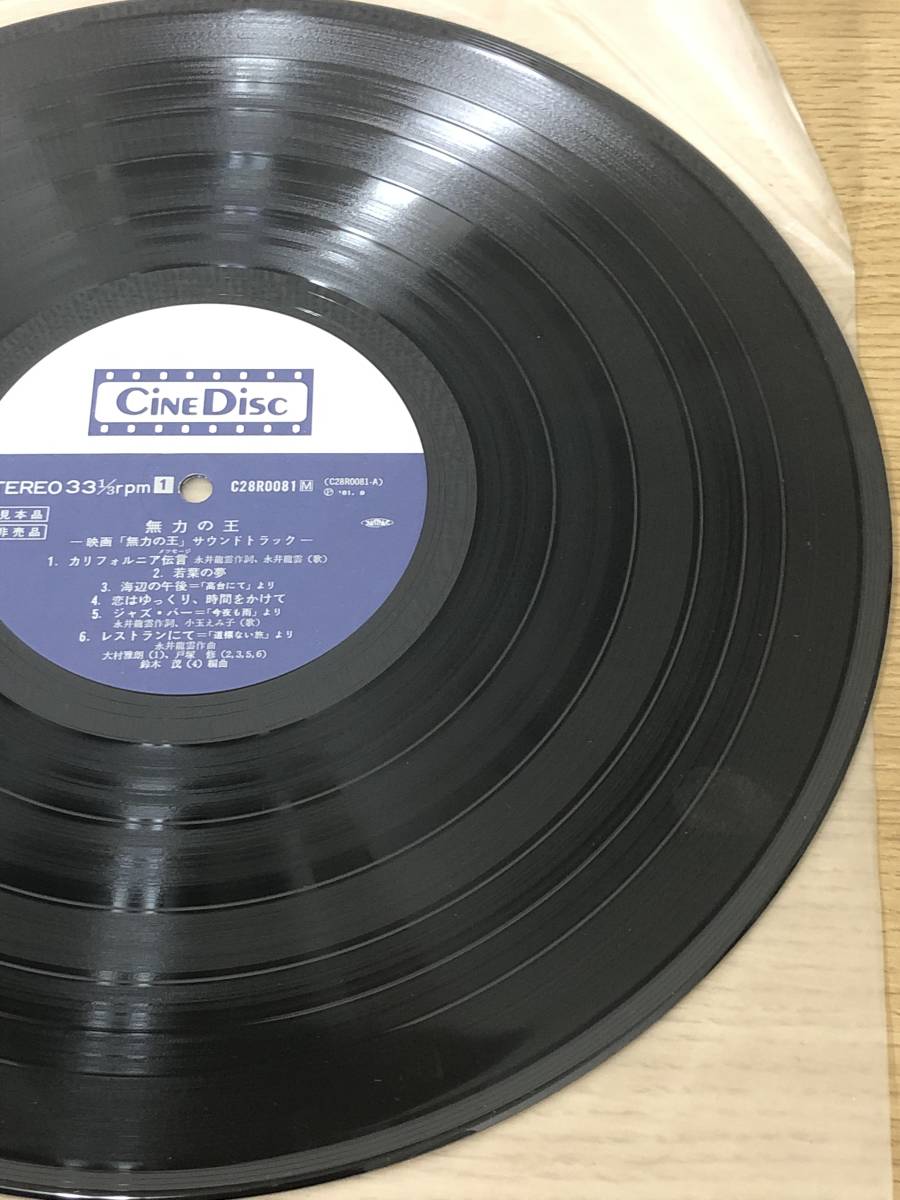 CINE DISC
TEREO 33⅓rpm 1 C28R0081 M (C28R0081-A)
Ⓟ '81. 9
見本品
非売品
無力の王
―映画「無力の王」サウンドトラック―
メッセージ
1. カリフォルニア伝言 永井龍雲作詞、永井龍雲(歌)
2. 若葉の夢
3. 海辺の午後=「高台にて」より
4. 恋はゆっくり、時間をかけて
5. ジャズ・バー=「今夜も雨」より
永井龍雲作詞、小玉えみ子(歌)
6. レストランにて=「道標ない旅」より
永井龍雲作曲
大村雅朗(1)、戸塚 修(2,3,5,6)
鈴木 茂(4)編曲